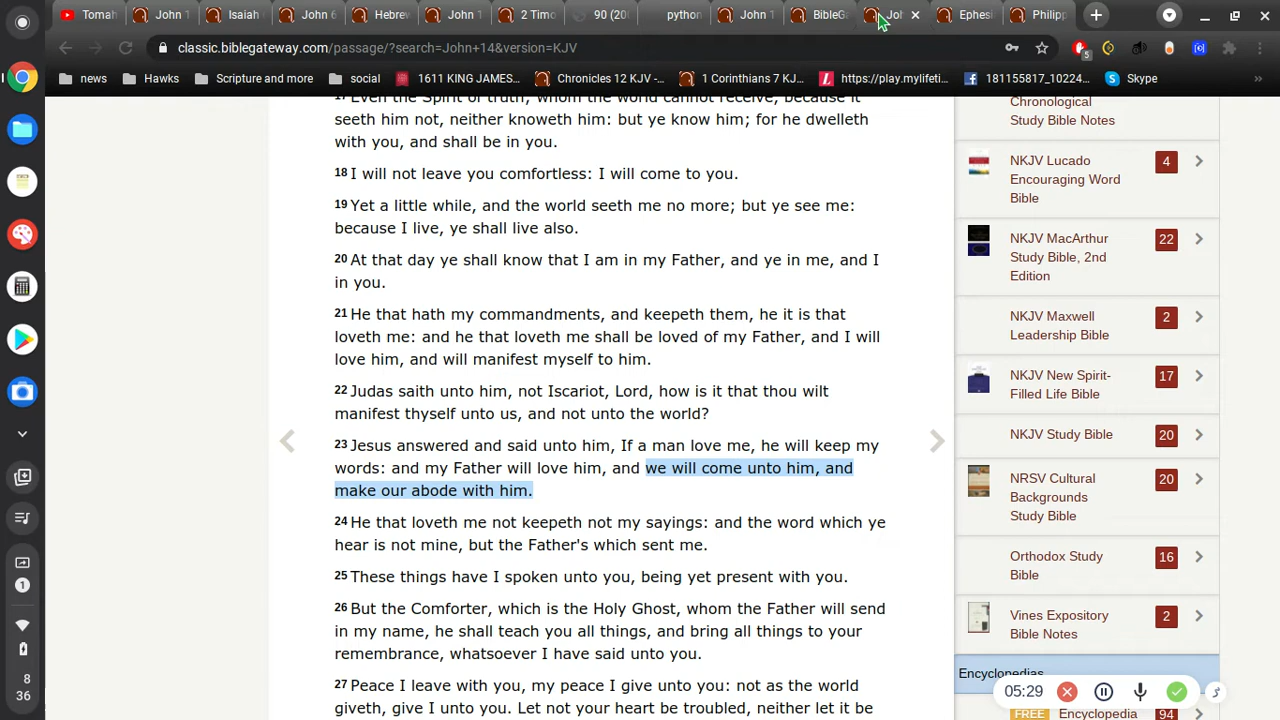 Tomah
John 1
Isaiah
John 6
Hebrew
John 1
2 Timo
90 (20
python
John 1
BibleGa
Joh
Ephesi
Philipp
classic.biblegateway.com/passage/?search=John+14&version=KJV
5
news
Hawks
Scripture and more
social
1611 KING JAMES...
Chronicles 12 KJV -...
1 Corinthians 7 KJ...
https://play.mylifeti...
181155817_10224...
Skype
»
17 Even the Spirit of truth, whom the world cannot receive, because it
seeth him not, neither knoweth him: but ye know him; for he dwelleth
with you, and shall be in you.
18 I will not leave you comfortless: I will come to you.
19 Yet a little while, and the world seeth me no more; but ye see me:
because I live, ye shall live also.
20 At that day ye shall know that I am in my Father, and ye in me, and I
in you.
21 He that hath my commandments, and keepeth them, he it is that
loveth me: and he that loveth me shall be loved of my Father, and I will
love him, and will manifest myself to him.
22 Judas saith unto him, not Iscariot, Lord, how is it that thou wilt
manifest thyself unto us, and not unto the world?
23 Jesus answered and said unto him, If a man love me, he will keep my
words: and my Father will love him, and we will come unto him, and
make our abode with him.
24 He that loveth me not keepeth not my sayings: and the word which ye
hear is not mine, but the Father's which sent me.
25 These things have I spoken unto you, being yet present with you.
26 But the Comforter, which is the Holy Ghost, whom the Father will send
in my name, he shall teach you all things, and bring all things to your
remembrance, whatsoever I have said unto you.
27 Peace I leave with you, my peace I give unto you: not as the world
giveth, give I unto you. Let not your heart be troubled, neither let it be
Chronological
Study Bible Notes
NKJV Lucado
Encouraging Word
Bible
4
NKJV MacArthur
Study Bible, 2nd
Edition
22
NKJV Maxwell
Leadership Bible
2
NKJV New Spirit-
Filled Life Bible
17
NKJV Study Bible
20
NRSV Cultural
Backgrounds
Study Bible
20
Orthodox Study
Bible
16
Vines Expository
Bible Notes
2
Encyclopedias
FREE
Encyclopedia
94
05:29
1
8
36